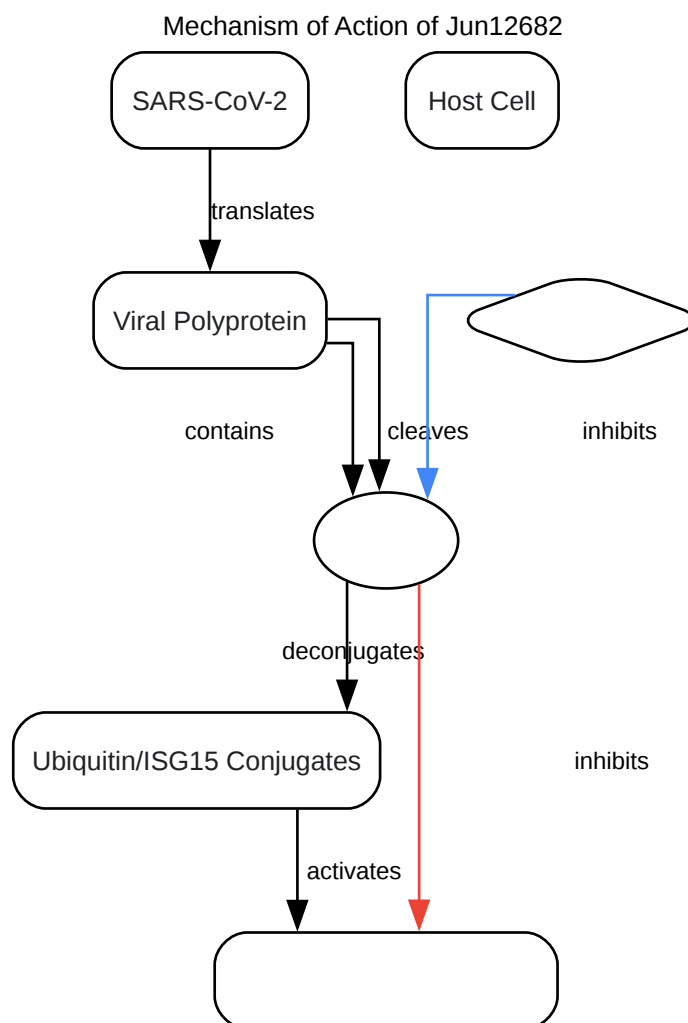 Mechanism of Action of Jun12682
SARS-CoV-2
Host Cell
translates
Viral Polyprotein
contains
cleaves
inhibits
deconjugates
Ubiquitin/ISG15 Conjugates
inhibits
activates